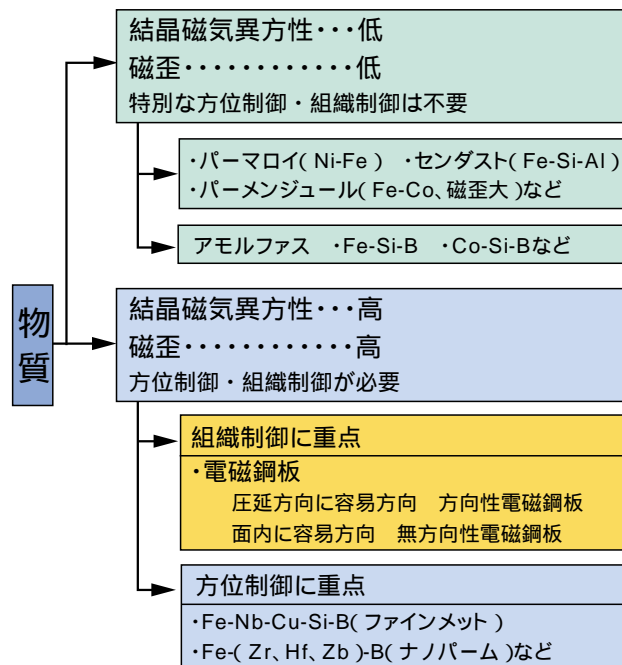 結晶磁気異方性・・・低
磁歪・・・・・・・・・・・・低
特別な方位制御・組織制御は不要
・パーマロイ( Ni-Fe ) ・センダスト( Fe-Si-Al )
・パーメンジュール( Fe-Co、磁歪大 )など
アモルファス ・Fe-Si-B ・Co-Si-Bなど
物質
結晶磁気異方性・・・高
磁歪・・・・・・・・・・・・高
方位制御・組織制御が必要
組織制御に重点
・電磁鋼板
圧延方向に容易方向 方向性電磁鋼板
面内に容易方向 無方向性電磁鋼板
方位制御に重点
・Fe-Nb-Cu-Si-B( ファインメット )
・Fe-( Zr、Hf、Zb )-B( ナノパーム )など